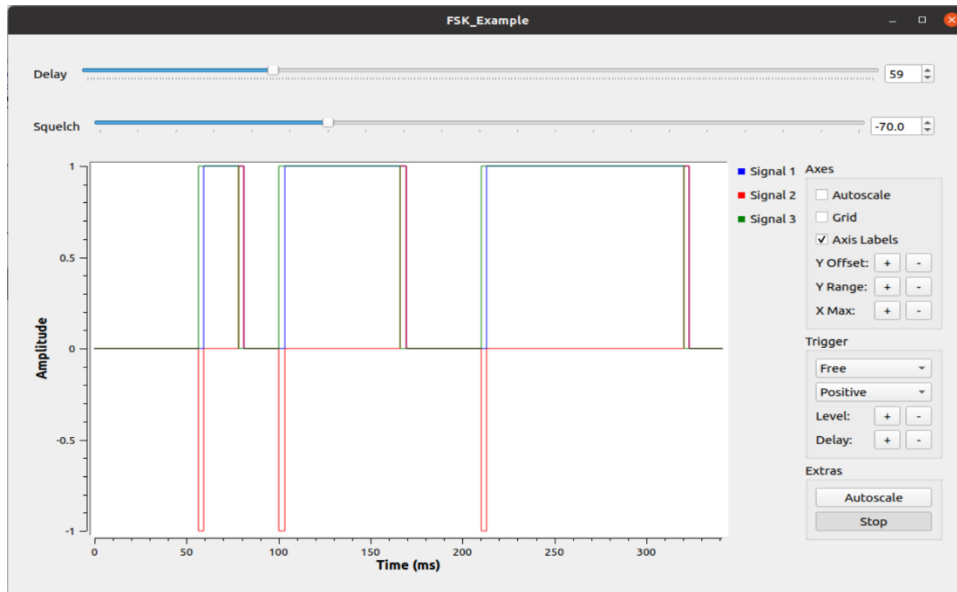 FSK_Example
Delay 59
Squelch -70.0
Signal 1
Signal 2
Signal 3
1
0.5
0
-0.5
-1
Amplitude
0 50 100 150 200 250 300
Time (ms)
Axes
Autoscale
Grid
Axis Labels
Y Offset: + -
Y Range: + -
X Max: + -
Trigger
Free
Positive
Level: + -
Delay: + -
Extras
Autoscale
Stop